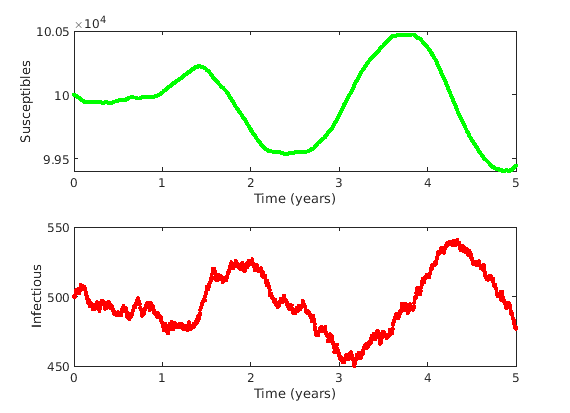 ×10⁴
10.05
10
9.95
Susceptibles
0 1 2 3 4 5
Time (years)
550
500
450
Infectious
0 1 2 3 4 5
Time (years)